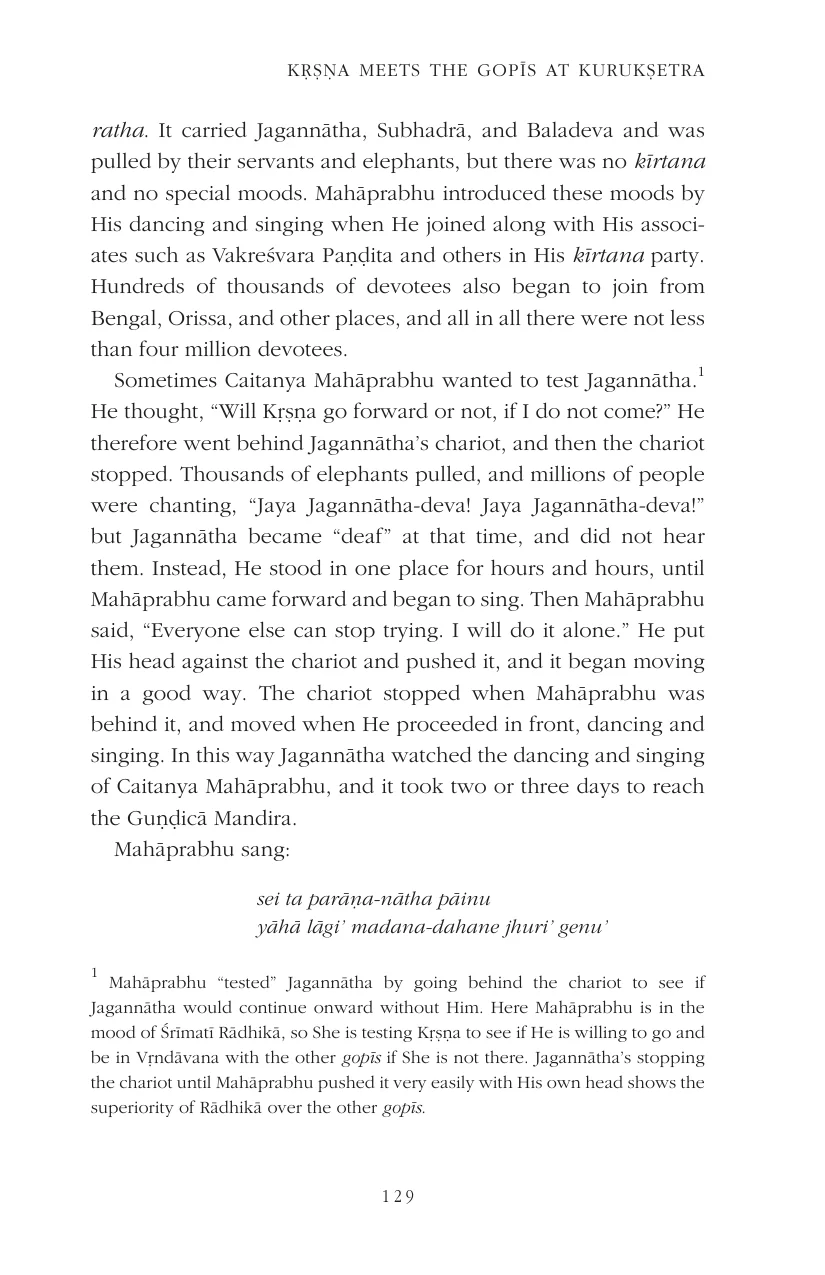 KṚṢṆA MEETS THE GOPĪS AT KURUKṢETRA
ratha. It carried Jagannātha, Subhadrā, and Baladeva and was
pulled by their servants and elephants, but there was no kīrtana
and no special moods. Mahāprabhu introduced these moods by
His dancing and singing when He joined along with His associ-
ates such as Vakreśvara Paṇḍita and others in His kīrtana party.
Hundreds of thousands of devotees also began to join from
Bengal, Orissa, and other places, and all in all there were not less
than four million devotees.
Sometimes Caitanya Mahāprabhu wanted to test Jagannātha.1
He thought, “Will Kṛṣṇa go forward or not, if I do not come?” He
therefore went behind Jagannātha’s chariot, and then the chariot
stopped. Thousands of elephants pulled, and millions of people
were chanting, “Jaya Jagannātha-deva! Jaya Jagannātha-deva!”
but Jagannātha became “deaf” at that time, and did not hear
them. Instead, He stood in one place for hours and hours, until
Mahāprabhu came forward and began to sing. Then Mahāprabhu
said, “Everyone else can stop trying. I will do it alone.” He put
His head against the chariot and pushed it, and it began moving
in a good way. The chariot stopped when Mahāprabhu was
behind it, and moved when He proceeded in front, dancing and
singing. In this way Jagannātha watched the dancing and singing
of Caitanya Mahāprabhu, and it took two or three days to reach
the Guṇḍicā Mandira.
Mahāprabhu sang:
sei ta parāṇa-nātha pāinu
yāhā lāgi’ madana-dahane jhuri’ genu’
1 Mahāprabhu “tested” Jagannātha by going behind the chariot to see if
Jagannātha would continue onward without Him. Here Mahāprabhu is in the
mood of Śrīmatī Rādhikā, so She is testing Kṛṣṇa to see if He is willing to go and
be in Vṛndāvana with the other gopīs if She is not there. Jagannātha’s stopping
the chariot until Mahāprabhu pushed it very easily with His own head shows the
superiority of Rādhikā over the other gopīs.
129